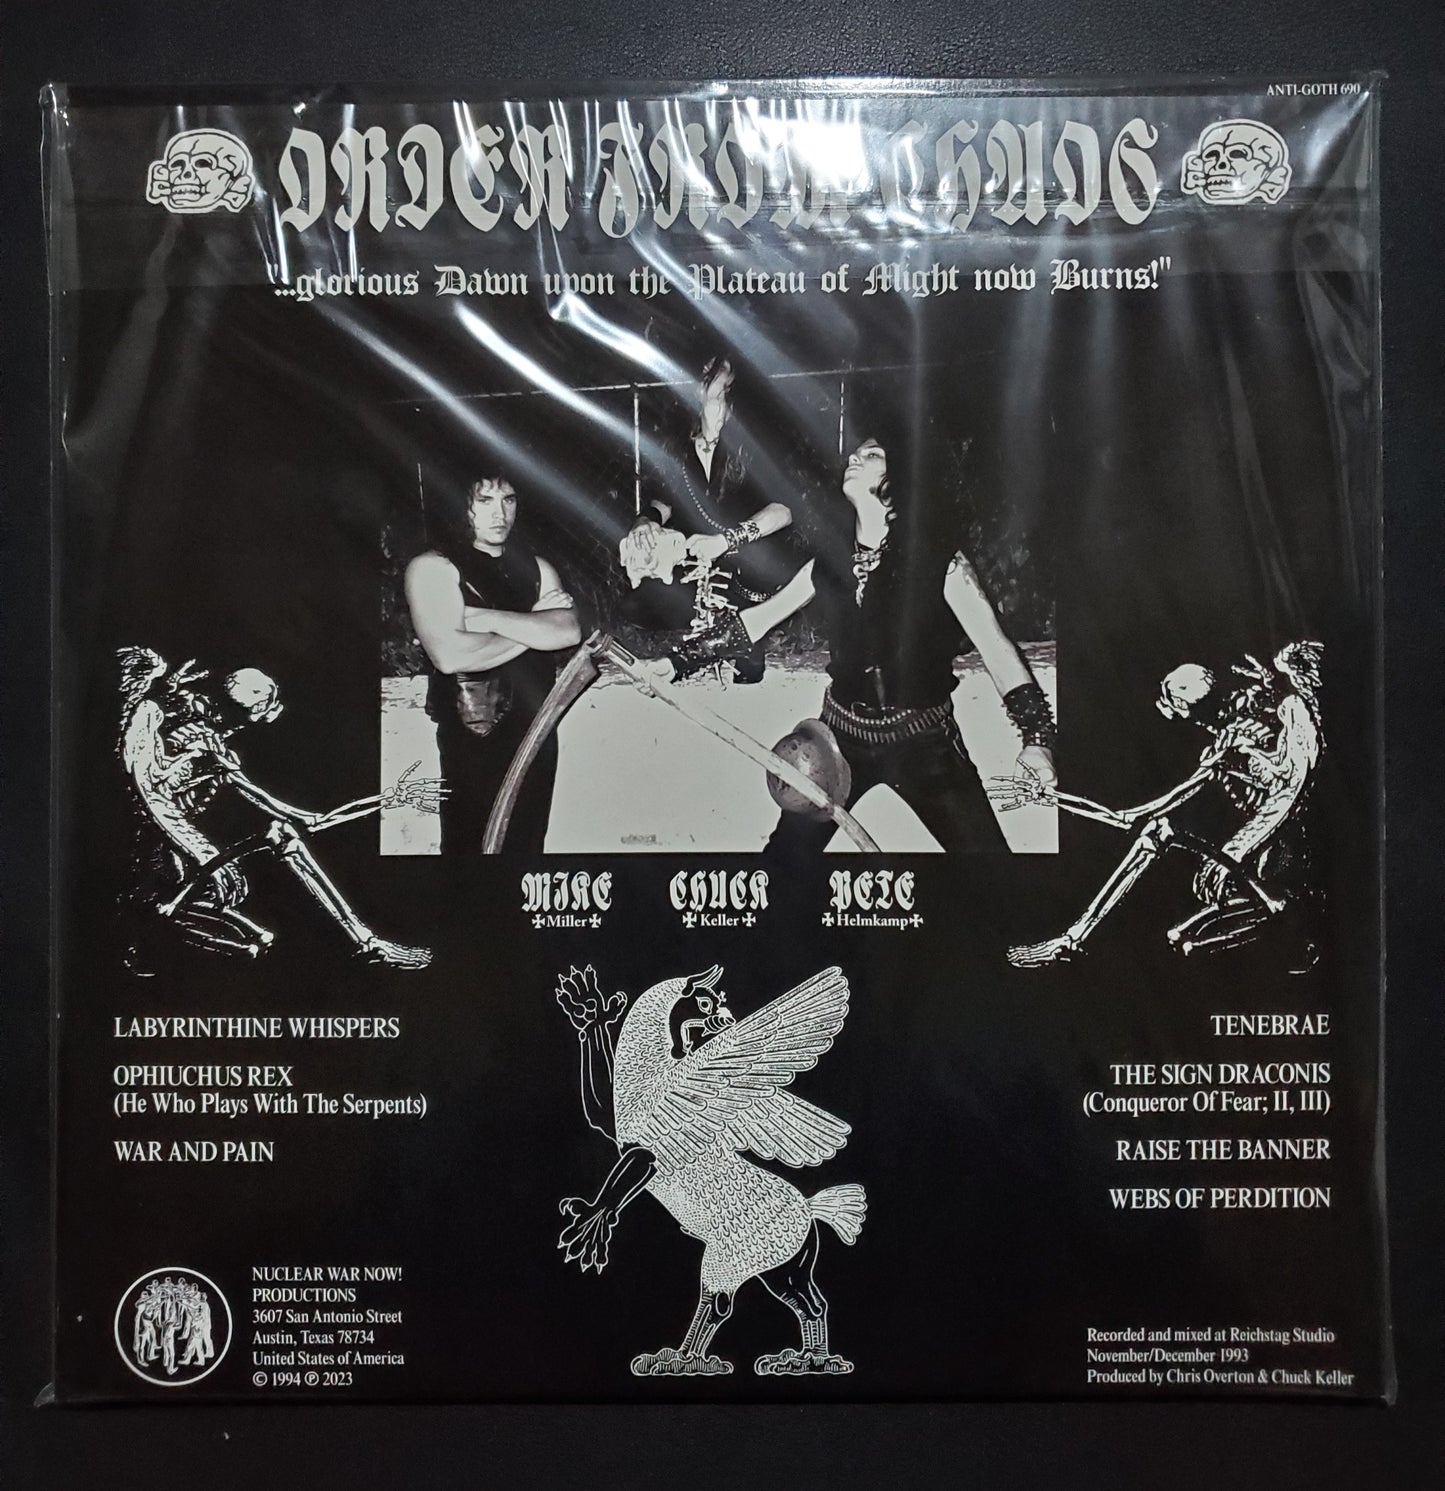 ANTI-GOTH 690
ORDER FROM CHAOS
"...glorious Dawn upon the Plateau of Might now Burns!"
MIKE CHUCK PETE
✠Miller✠ ✠Keller✠ ✠Helmkamp✠
LABYRINTHINE WHISPERS
OPHIUCHUS REX
(He Who Plays With The Serpents)
WAR AND PAIN
TENEBRAE
THE SIGN DRACONIS
(Conqueror Of Fear; II, III)
RAISE THE BANNER
WEBS OF PERDITION
NUCLEAR WAR NOW!
PRODUCTIONS
3607 San Antonio Street
Austin, Texas 78734
United States of America
© 1994 ℗ 2023
Recorded and mixed at Reichstag Studio
November/December 1993
Produced by Chris Overton & Chuck Keller